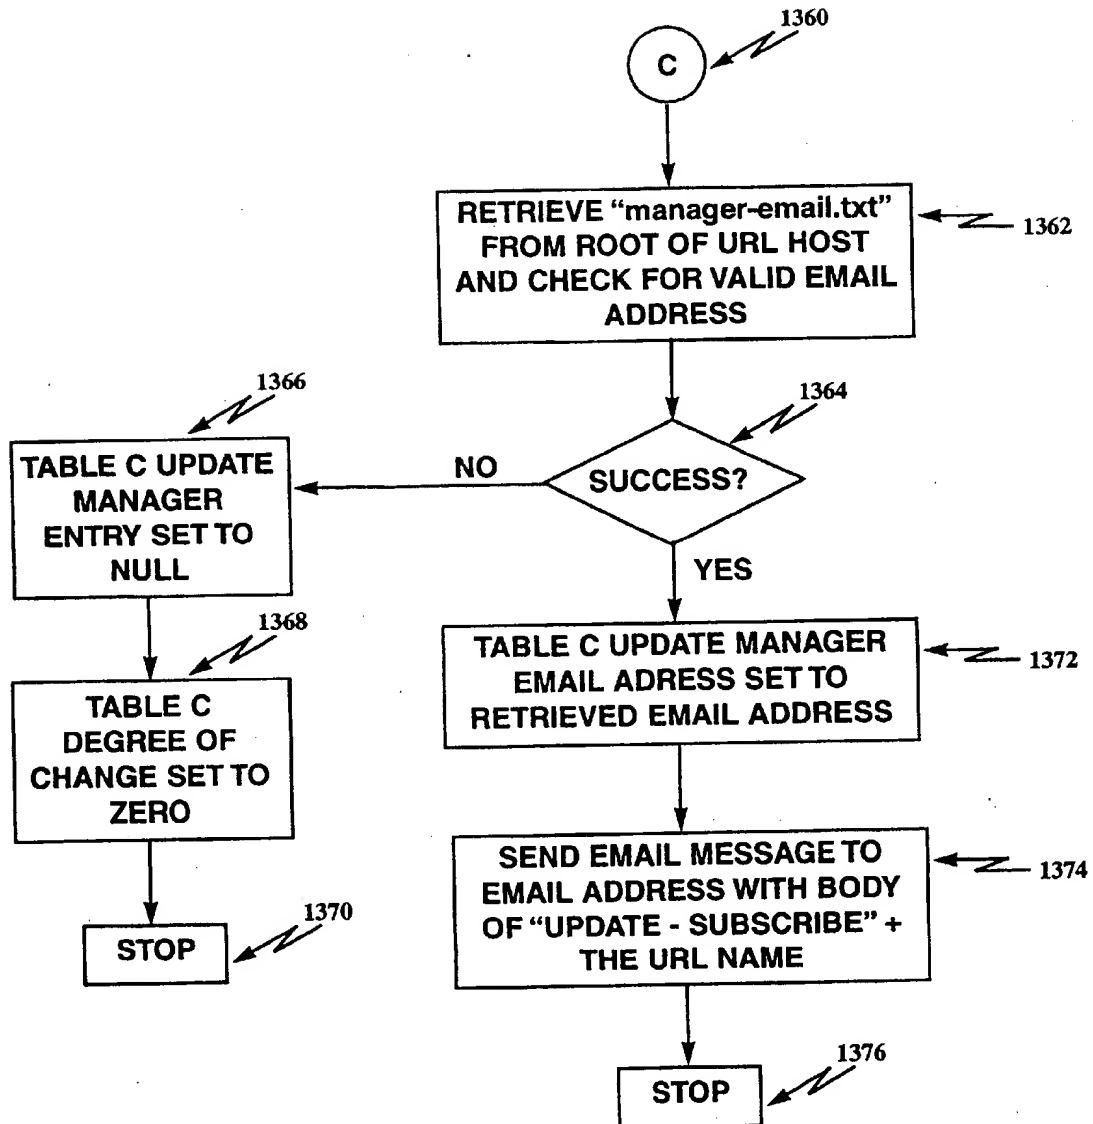 1360
C
RETRIEVE “manager-email.txt”
FROM ROOT OF URL HOST
AND CHECK FOR VALID EMAIL
ADDRESS
1362
1364
SUCCESS?
NO
YES
1366
TABLE C UPDATE
MANAGER
ENTRY SET TO
NULL
1368
TABLE C
DEGREE OF
CHANGE SET TO
ZERO
1370
STOP
TABLE C UPDATE MANAGER
EMAIL ADRESS SET TO
RETRIEVED EMAIL ADDRESS
1372
SEND EMAIL MESSAGE TO
EMAIL ADDRESS WITH BODY
OF “UPDATE - SUBSCRIBE” +
THE URL NAME
1374
1376
STOP